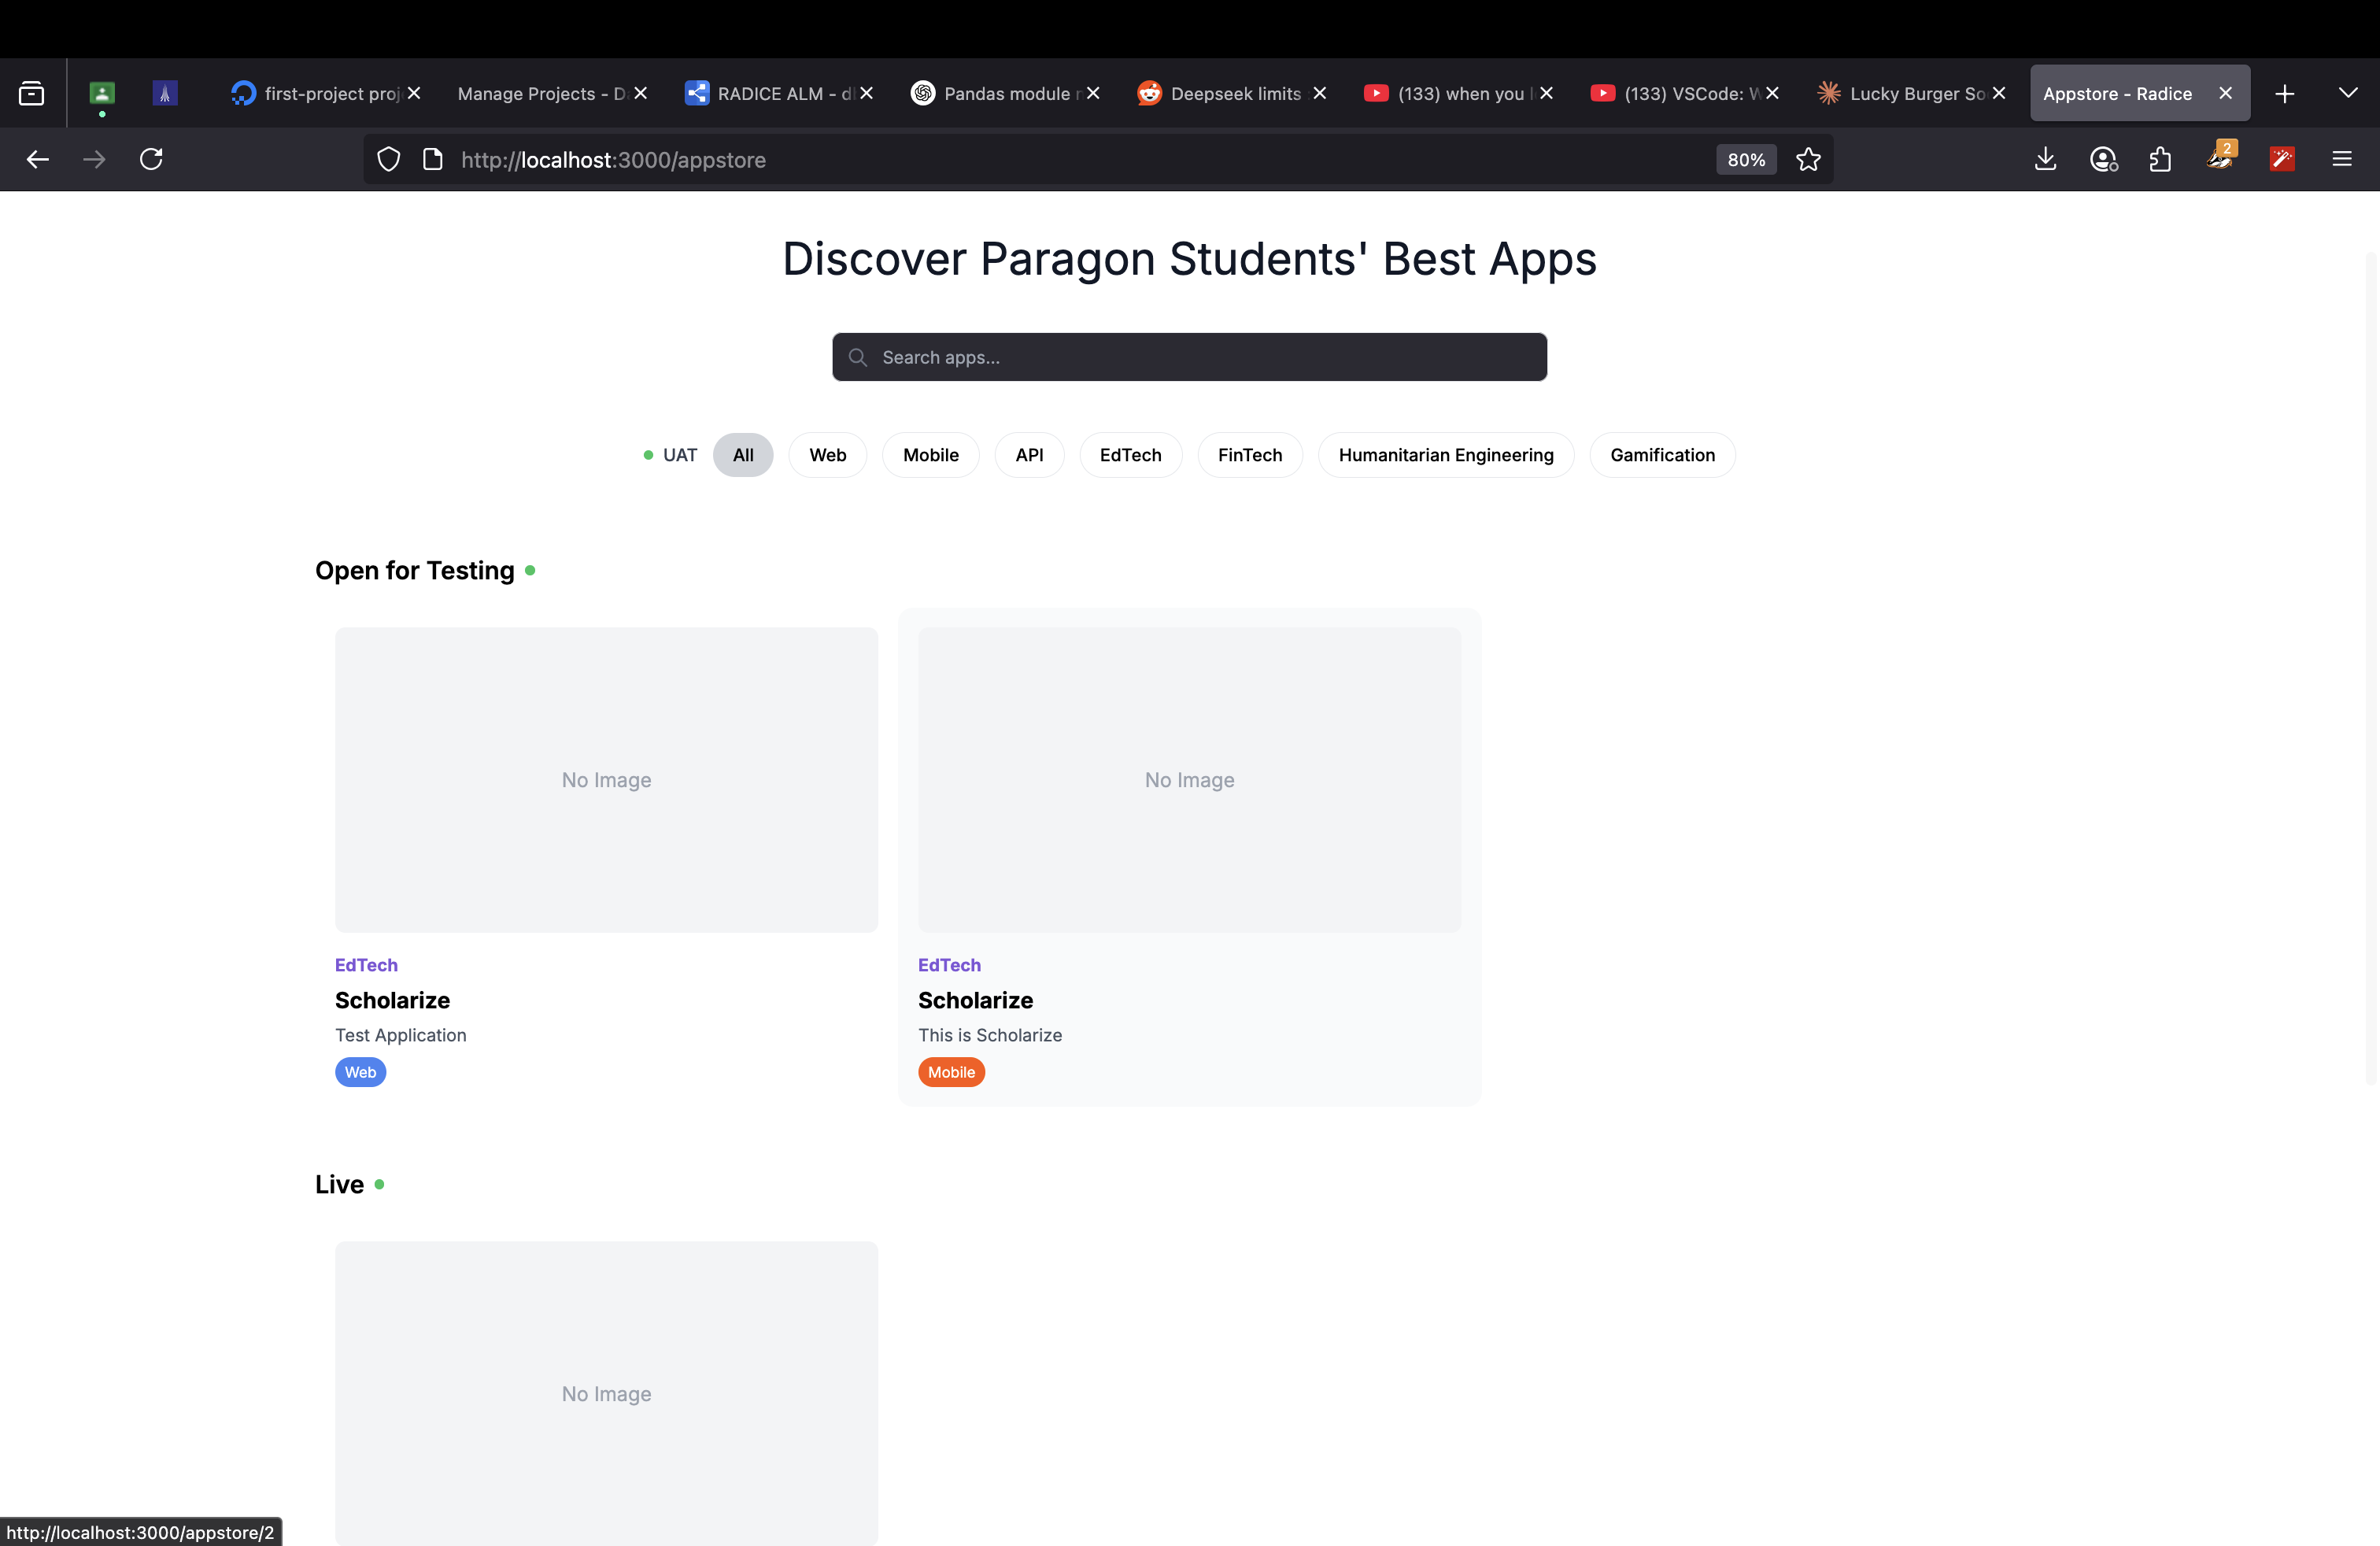 first-project proj
Manage Projects - D
RADICE ALM - d
Pandas module
Deepseek limits
(133) when you l
(133) VSCode: W
Lucky Burger So
Appstore - Radice
http://localhost:3000/appstore
80%
2
Discover Paragon Students' Best Apps
Search apps...
UAT
All
Web
Mobile
API
EdTech
FinTech
Humanitarian Engineering
Gamification
Open for Testing
No Image
No Image
EdTech
EdTech
Scholarize
Scholarize
Test Application
This is Scholarize
Web
Mobile
Live
No Image
http://localhost:3000/appstore/2